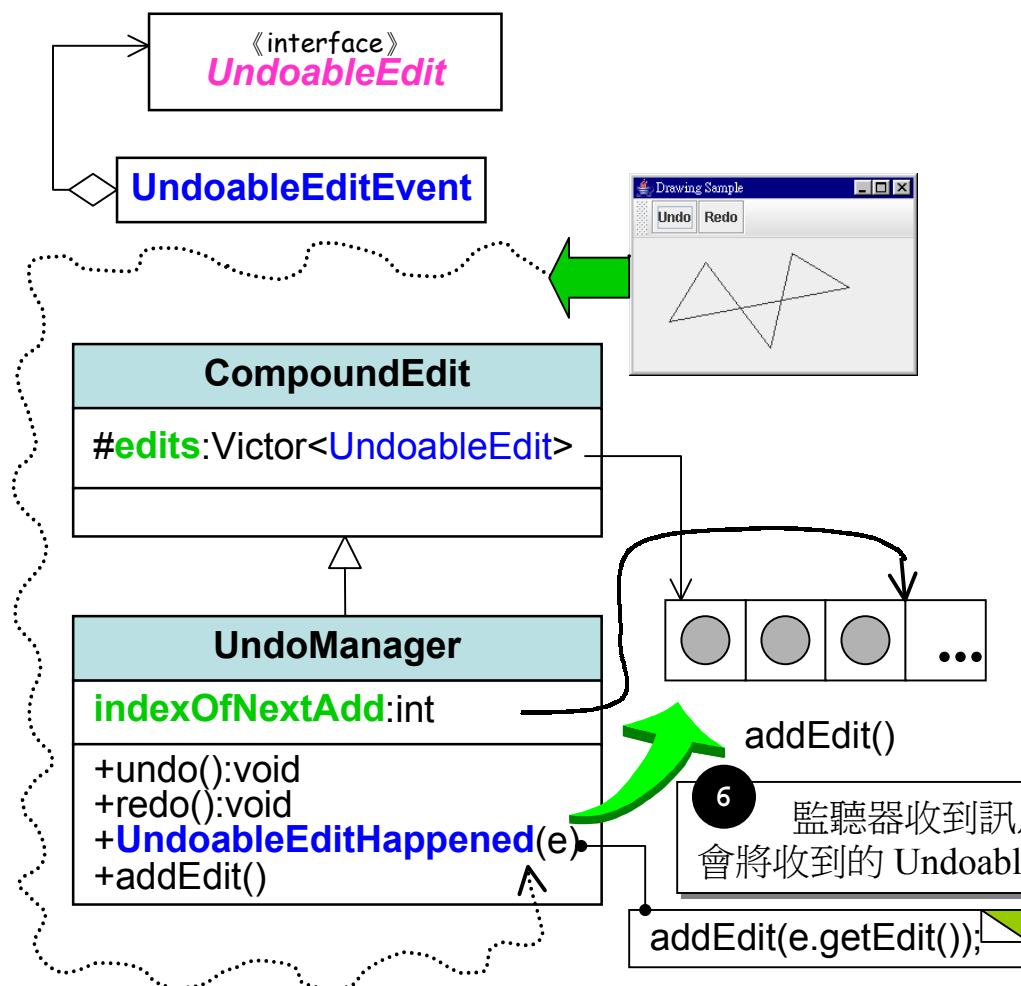 《interface》
UndoableEdit
UndoableEditEvent
Drawing Sample
Undo Redo
CompoundEdit
#edits:Victor<UndoableEdit>
UndoManager
indexOfNextAdd:int
+undo():void
+redo():void
+UndoableEditHappened(e)
+addEdit()
...
addEdit()
6
監聽器收到訊
會將收到的 Undoabl
addEdit(e.getEdit());